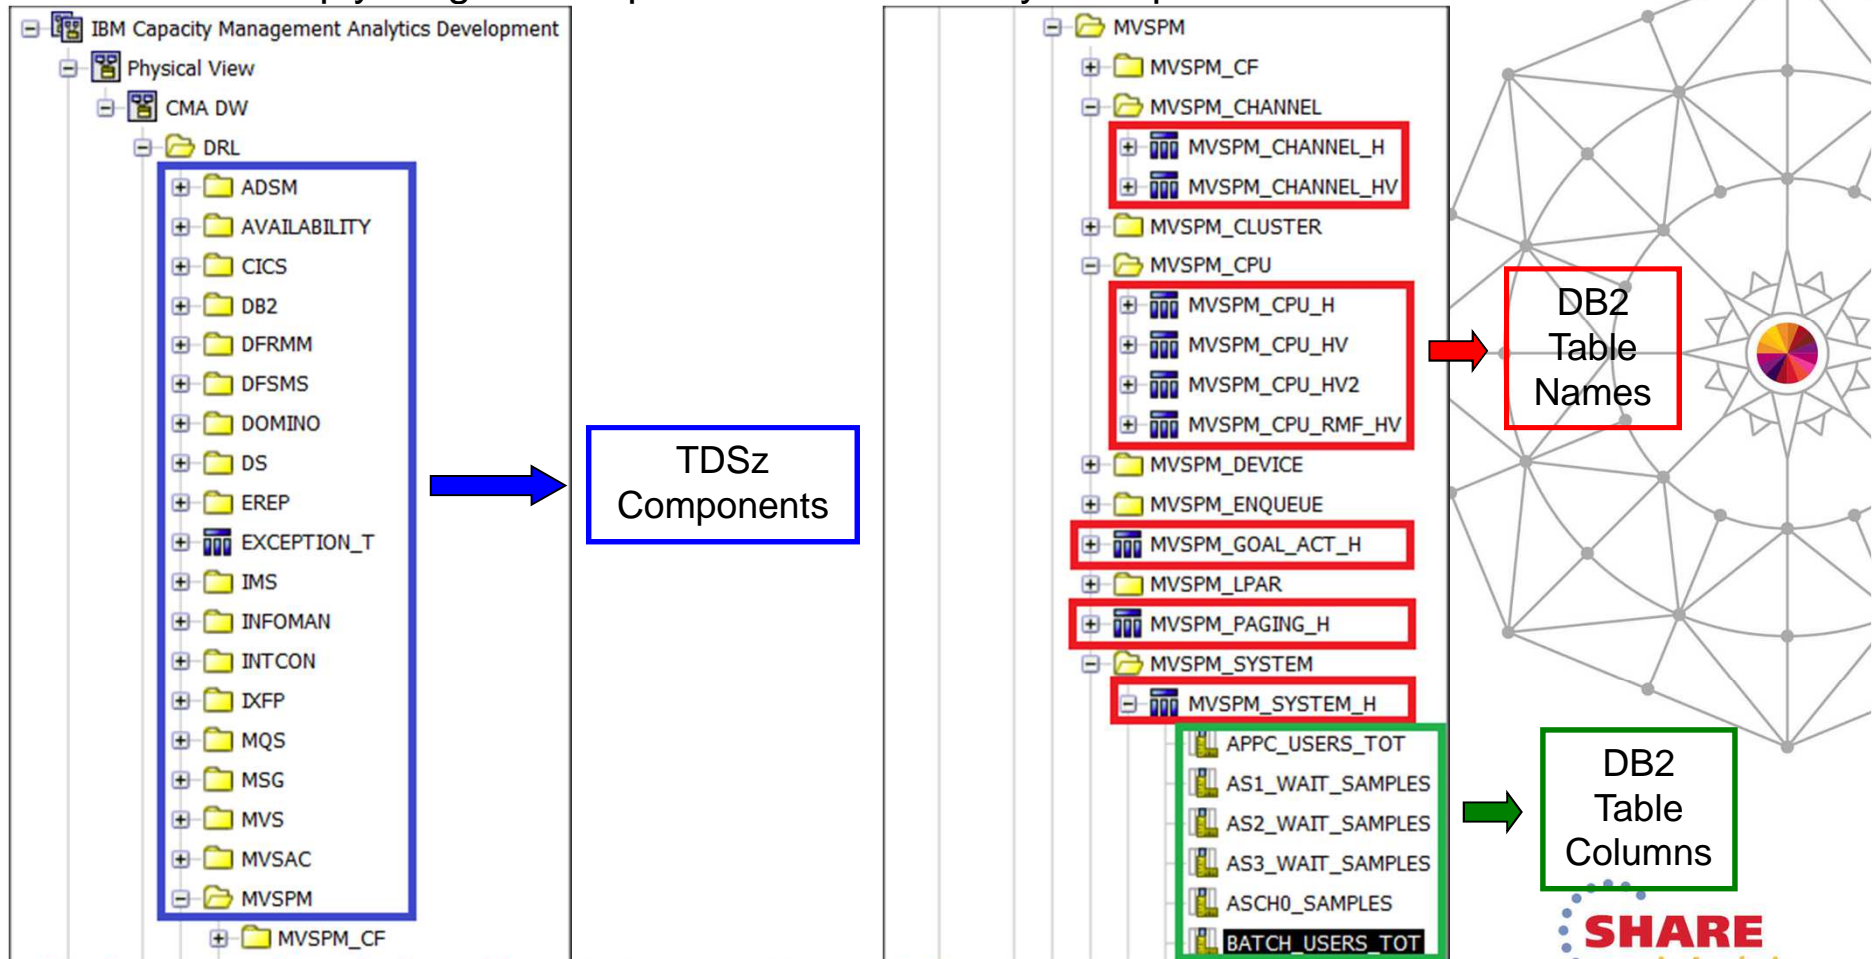 IBM Capacity Management Analytics Development
Physical View
CMA DW
DRL
ADSM
AVAILABILITY
CICS
DB2
DFRMM
DFSMS
DOMINO
DS
EREP
EXCEPTION_T
IMS
INFOMAN
INTCON
IXFP
MQS
MSG
MVS
MVSAC
MVSPM
MVSPM_CF
TDSz
Components
MVSPM
MVSPM_CF
MVSPM_CHANNEL
MVSPM_CHANNEL_H
MVSPM_CHANNEL_HV
MVSPM_CLUSTER
MVSPM_CPU
MVSPM_CPU_H
MVSPM_CPU_HV
MVSPM_CPU_HV2
MVSPM_CPU_RMF_HV
MVSPM_DEVICE
MVSPM_ENQUEUE
MVSPM_GOAL_ACT_H
MVSPM_LPAR
MVSPM_PAGING_H
MVSPM_SYSTEM
MVSPM_SYSTEM_H
APPC_USERS_TOT
AS1_WAIT_SAMPLES
AS2_WAIT_SAMPLES
AS3_WAIT_SAMPLES
ASCH0_SAMPLES
BATCH_USERS_TOT
DB2
Table
Names
DB2
Table
Columns
SHARE